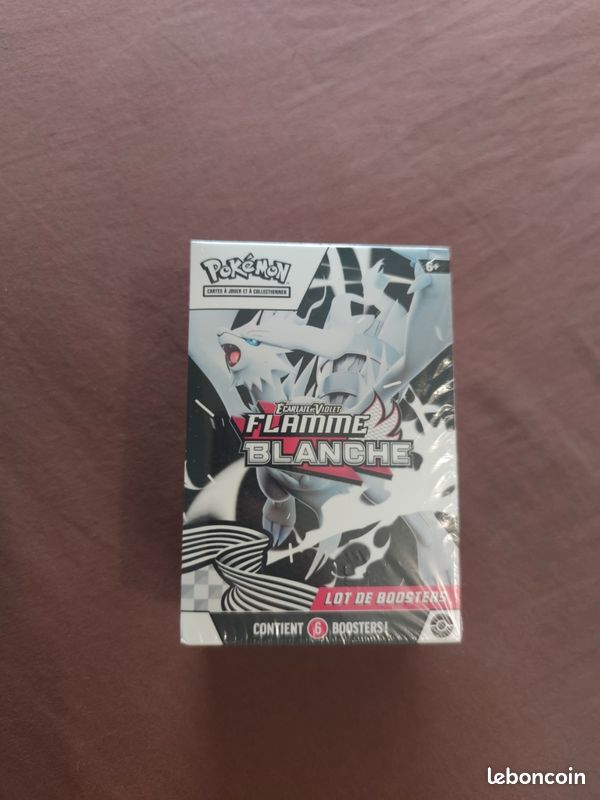 POKÉMON
CARTES À JOUER ET À COLLECTIONNER
6+
ÉCARLATE ET VIOLET
FLAMME
BLANCHE
LOT DE BOOSTERS
CONTIENT 6 BOOSTERS !
leboncoin